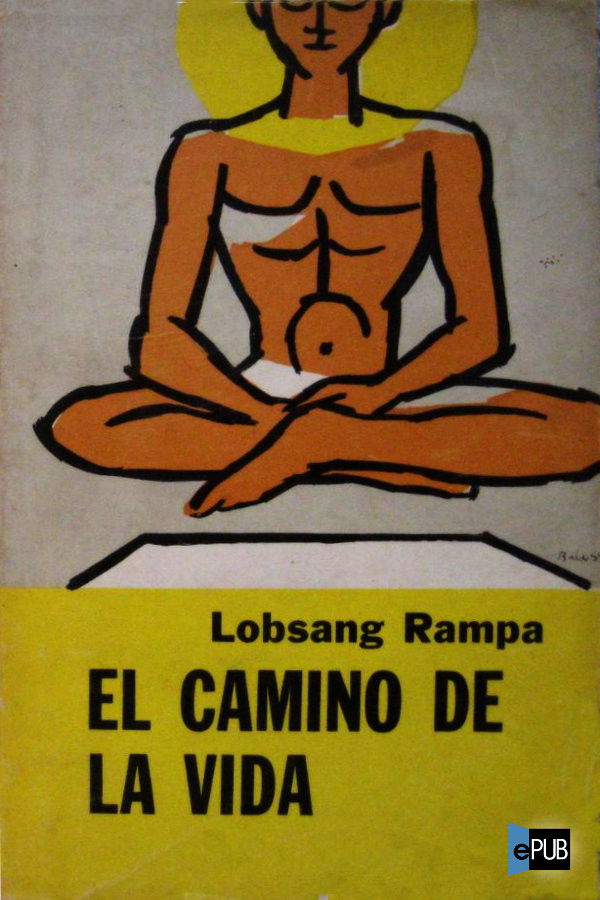 Lobsang Rampa
EL CAMINO DE
LA VIDA
ePUB